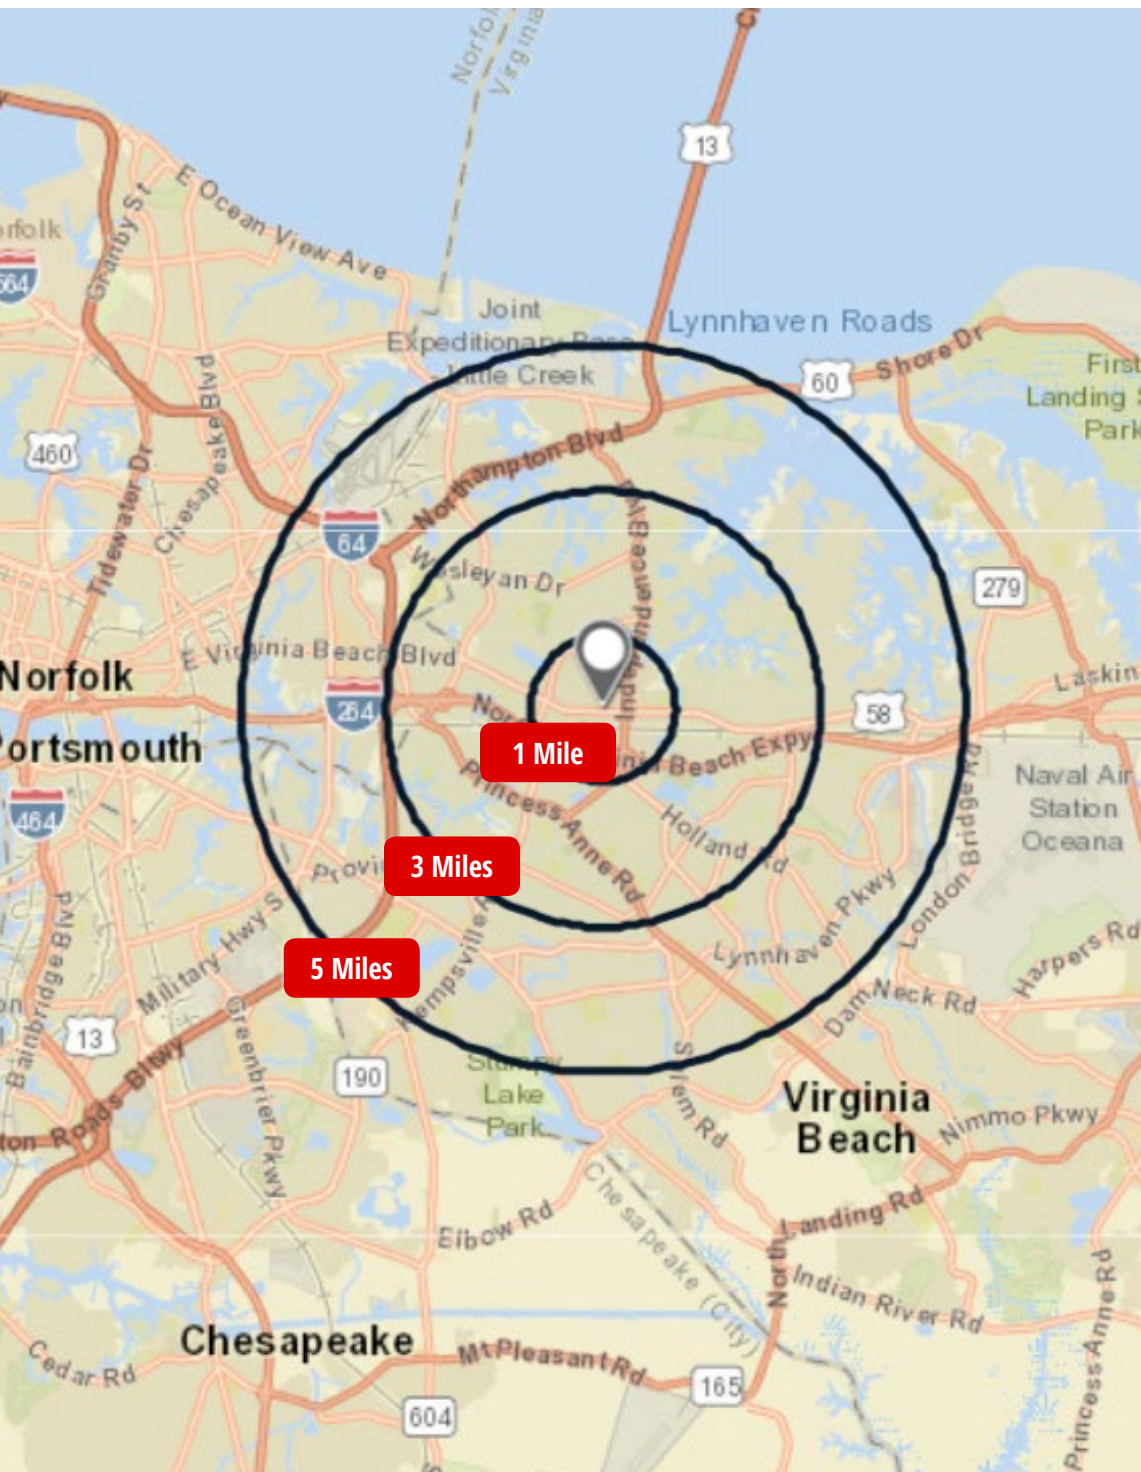 Norfolk
Virginia
13
E Ocean View Ave
Granby St
564
Joint
Expeditionary Base
Little Creek
Lynnhaven Roads
60
Shore Dr
First
Landing
Park
460
Chesapeake Blvd
Tidewater Dr
Northampton Blvd
64
Wesleyan Dr
Independence Blvd
279
E Virginia Beach Blvd
Norfolk
264
58
Laskin
Portsmouth
1 Mile
Virginia Beach Expy
Naval Air
Station
Oceana
464
Princess Anne Rd
Holland Rd
London Bridge Rd
3 Miles
Military Hwy S
Kempsville
Lynnhaven Pkwy
Harpers Rd
5 Miles
Dam Neck Rd
Bainbridge Blvd
13
Greenbrier Pkwy
190
Stumpy
Lake
Park
Salem Rd
Virginia
Beach
Nimmo Pkwy
ton Roads Bltwy
Elbow Rd
North Landing Rd
Chesapeake (City)
Indian River Rd
Chesapeake
Mt Pleasant Rd
Cedar Rd
165
604
Princess Anne Rd